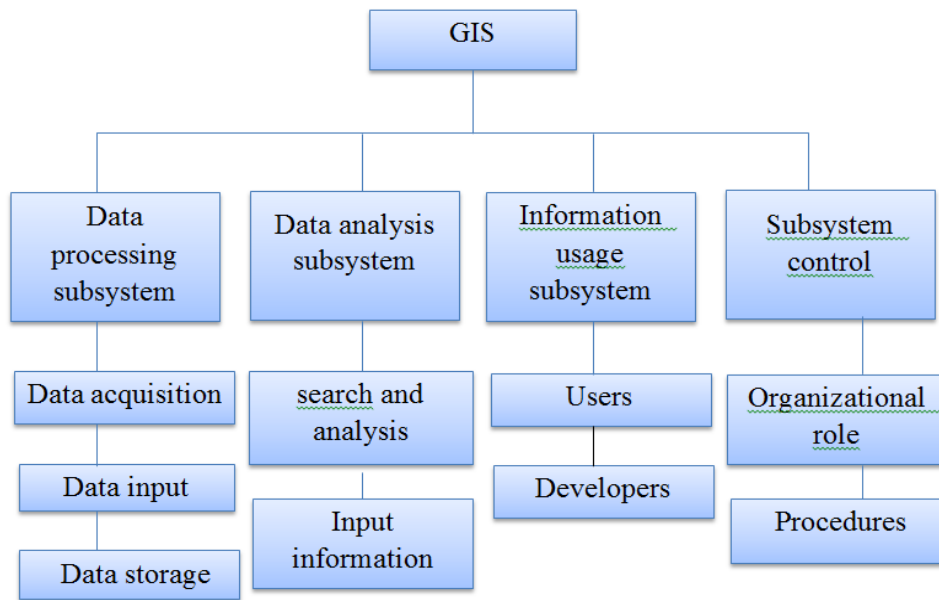 GIS
Data
processing
subsystem
Data acquisition
Data input
Data storage
Data analysis
subsystem
search and
analysis
Input
information
Information
usage
subsystem
Users
Developers
Subsystem
control
Organizational
role
Procedures